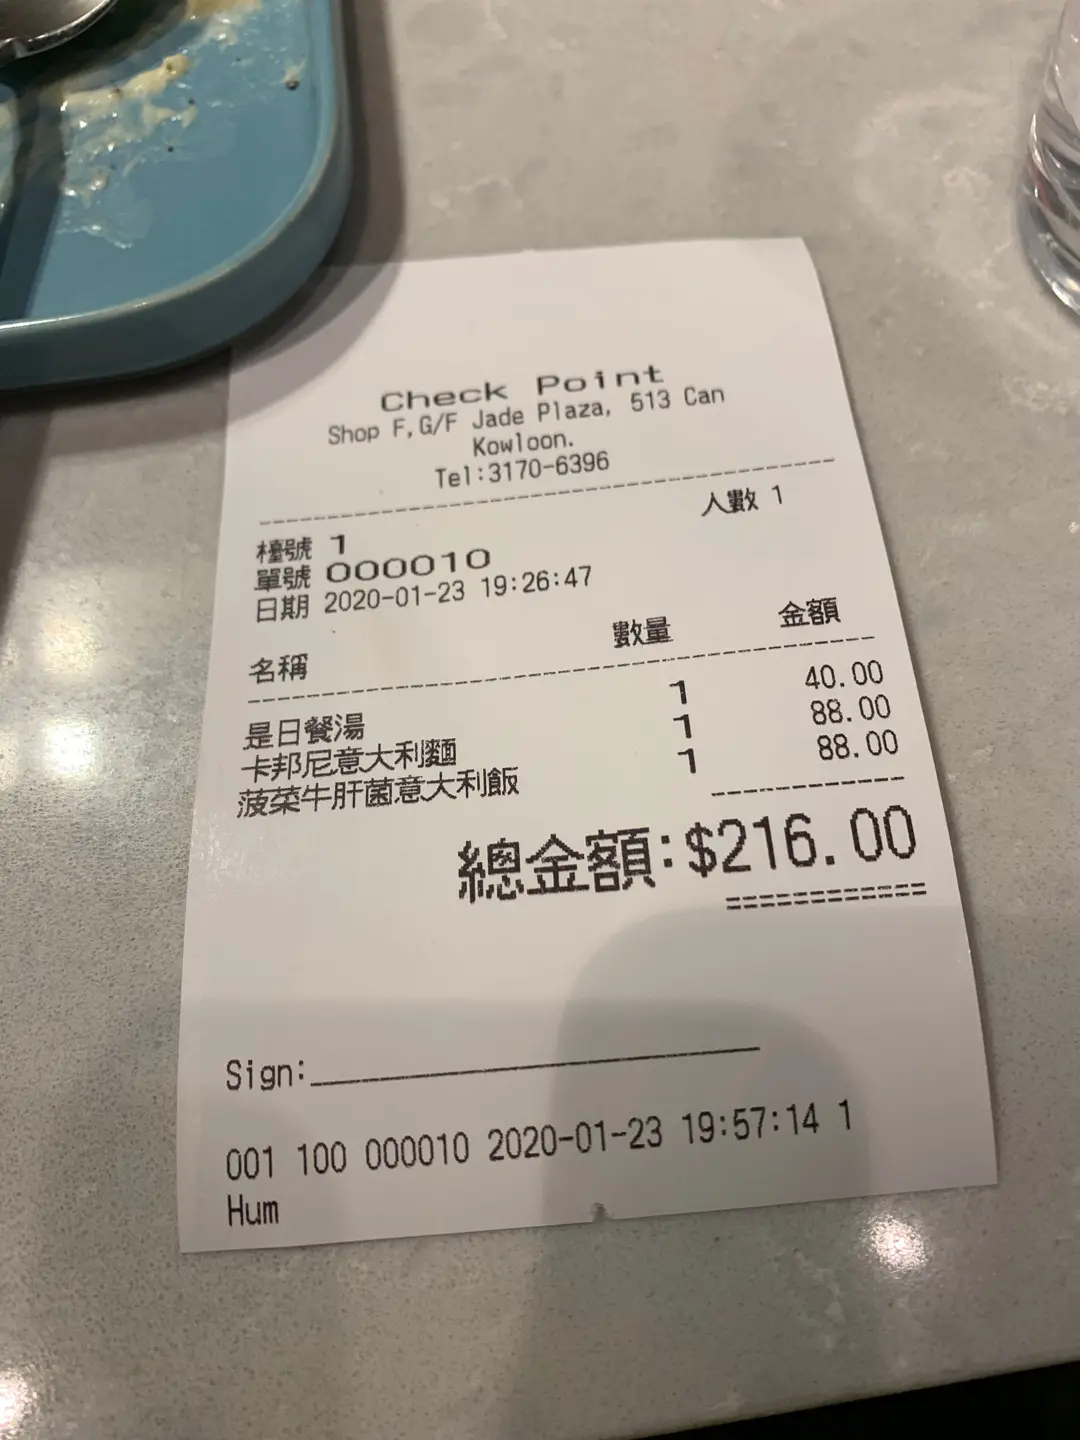 Check Point
Shop F,G/F Jade Plaza, 513 Can
Kowloon.
Tel:3170-6396
人數 1
檯號 1
單號 000010
日期 2020-01-23 19:26:47
名稱 數量 金額
是日餐湯 1 40.00
卡邦尼意大利麵 1 88.00
菠菜牛肝菌意大利飯 1 88.00
總金額:$216.00
Sign:
001 100 000010 2020-01-23 19:57:14 1
Hum